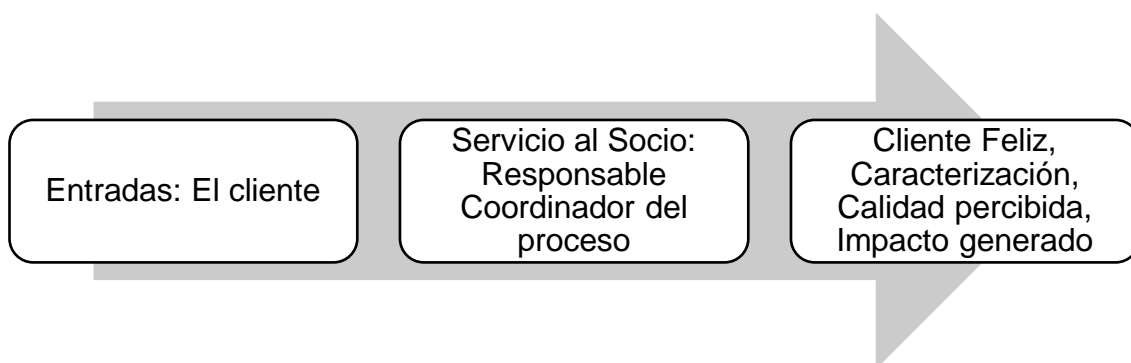 Entradas: El cliente
Servicio al Socio:
Responsable
Coordinador del
proceso
Cliente Feliz,
Caracterización,
Calidad percibida,
Impacto generado